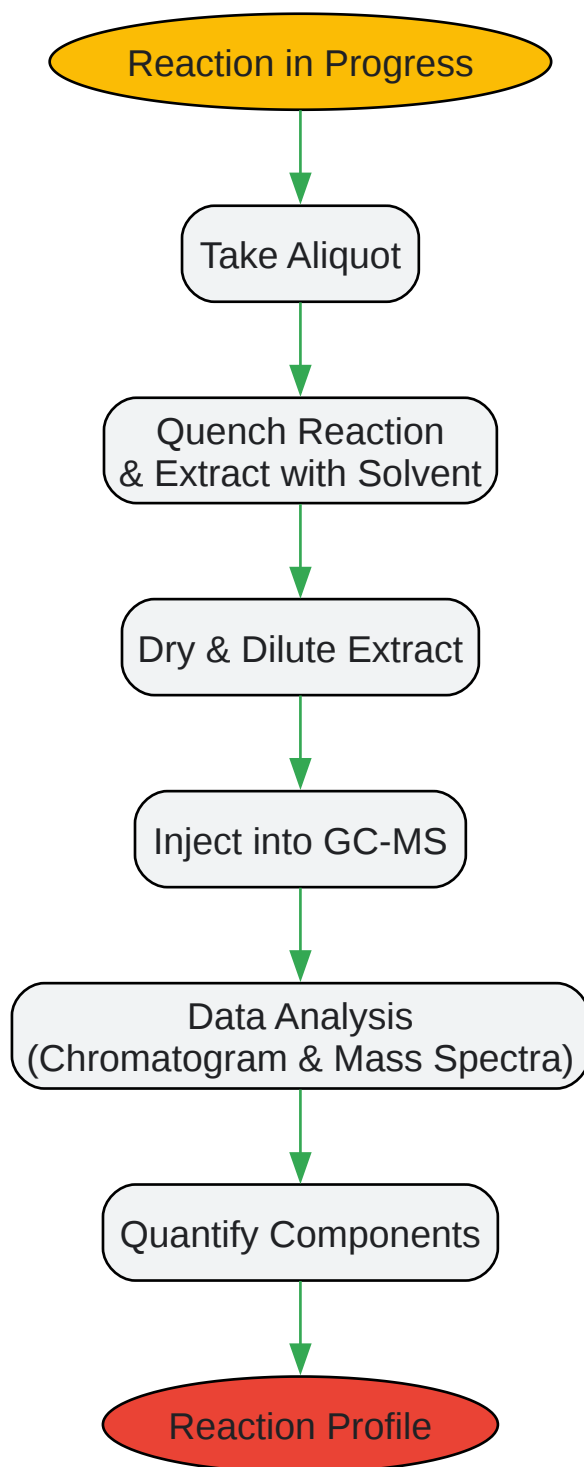 Reaction in Progress
Take Aliquot
Quench Reaction
& Extract with Solvent
Dry & Dilute Extract
Inject into GC-MS
Data Analysis
(Chromatogram & Mass Spectra)
Quantify Components
Reaction Profile